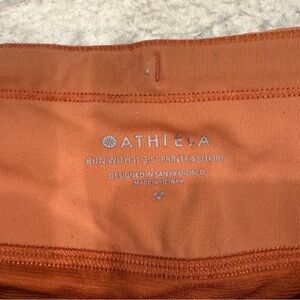 ATHLETA
RUN WITH IT 3.5" PRINTED SHORT
DESIGNED IN SAN FRANCISCO
MADE IN VIETNAM